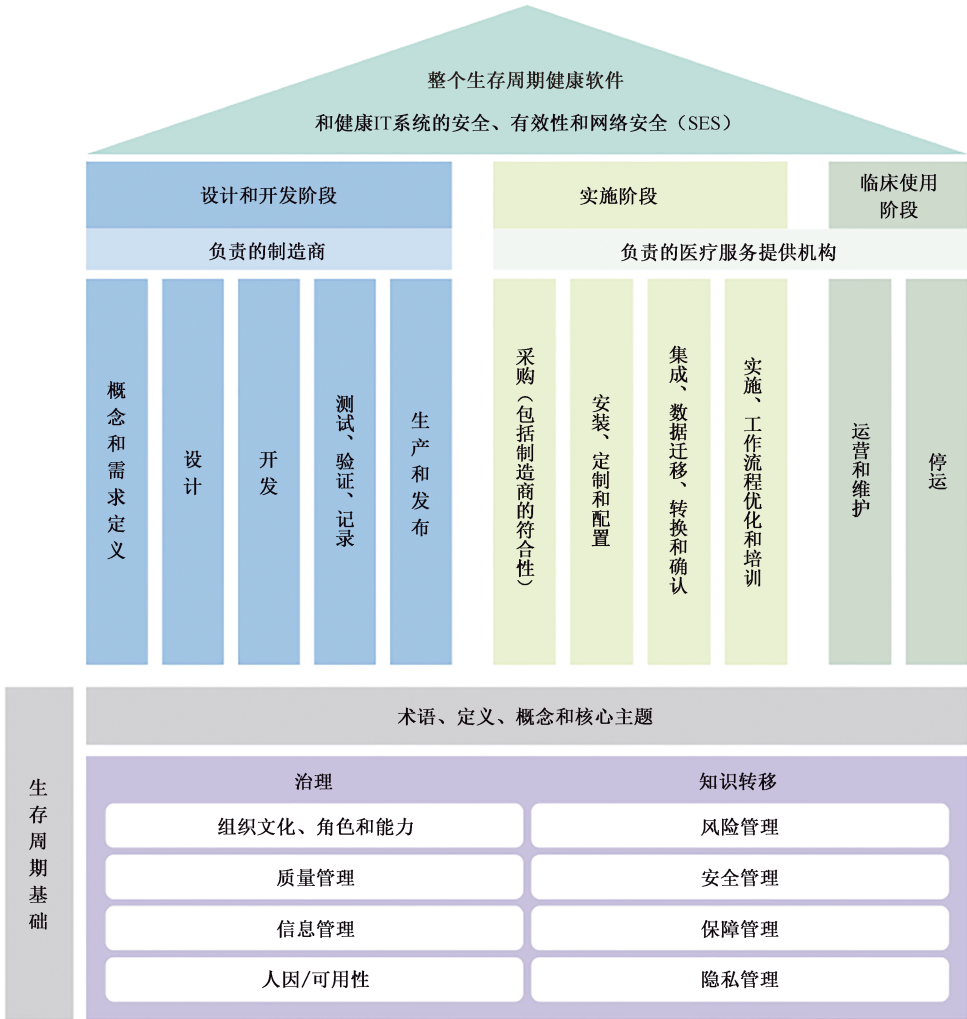 整个生存周期健康软件
和健康IT系统的安全、有效性和网络安全（SES）
设计和开发阶段
实施阶段
临床使用
阶段
负责的制造商
负责的医疗服务提供机构
概念和需求定义
设计
开发
测试、验证、记录
生产和发布
采购（包括制造商的符合性）
安装、定制和配置
集成、数据迁移、转换和确认
实施、工作流程优化和培训
运营和维护
停运
生存周期基础
术语、定义、概念和核心主题
治理
知识转移
组织文化、角色和能力
风险管理
质量管理
安全管理
信息管理
保障管理
人因/可用性
隐私管理